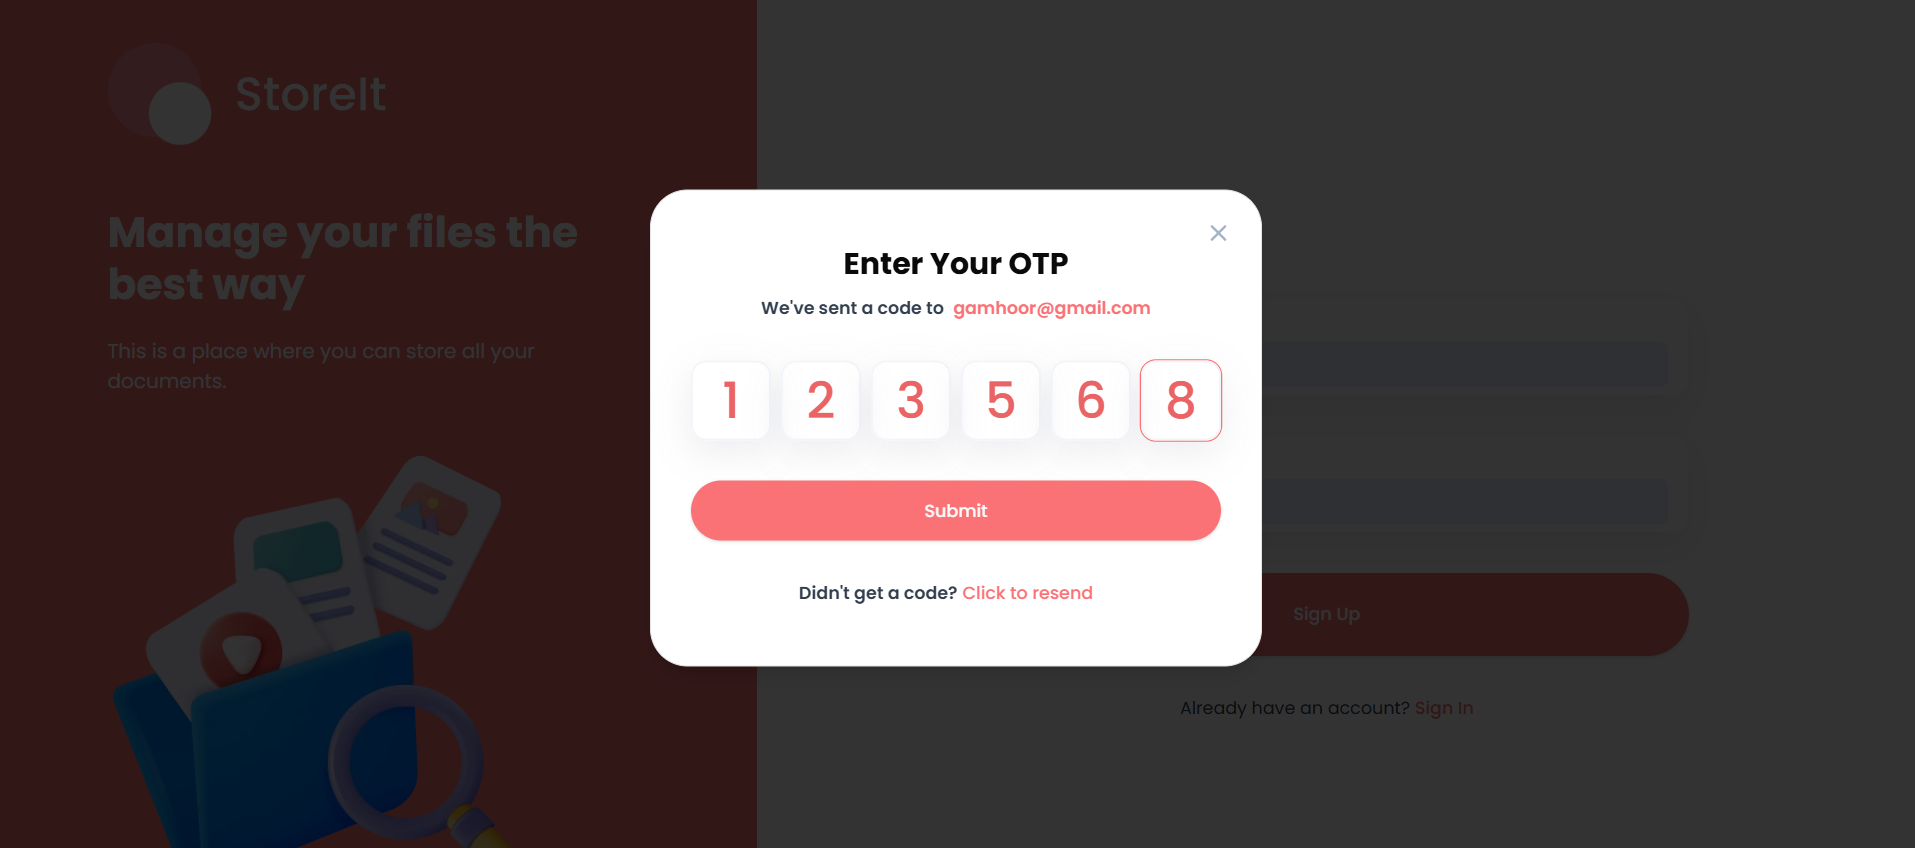 StoreIt
Manage your files the
best way
This is a place where you can store all your
documents.
Enter Your OTP
We've sent a code to gamhoor@gmail.com
1 2 3 5 6 8
Submit
Didn't get a code? Click to resend
Sign Up
Already have an account? Sign In